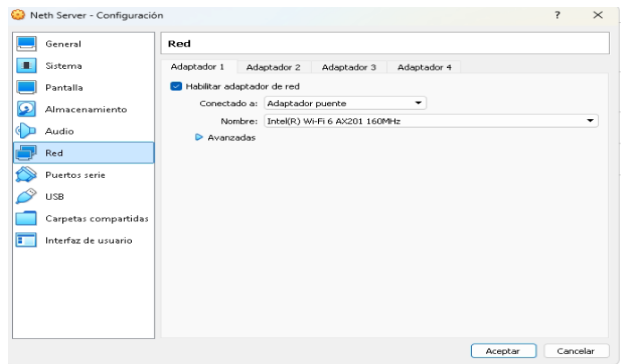 Neth Server - Configuración
?
General
Sistema
Pantalla
Almacenamiento
Audio
Red
Puertos serie
USB
Carpetas compartidas
Interfaz de usuario
Red
Adaptador 1 Adaptador 2 Adaptador 3 Adaptador 4
Habilitar adaptador de red
Conectado a: Adaptador puente
Nombre: Intel(R) Wi-Fi 6 AX201 160MHz
Avanzadas
Aceptar Cancelar